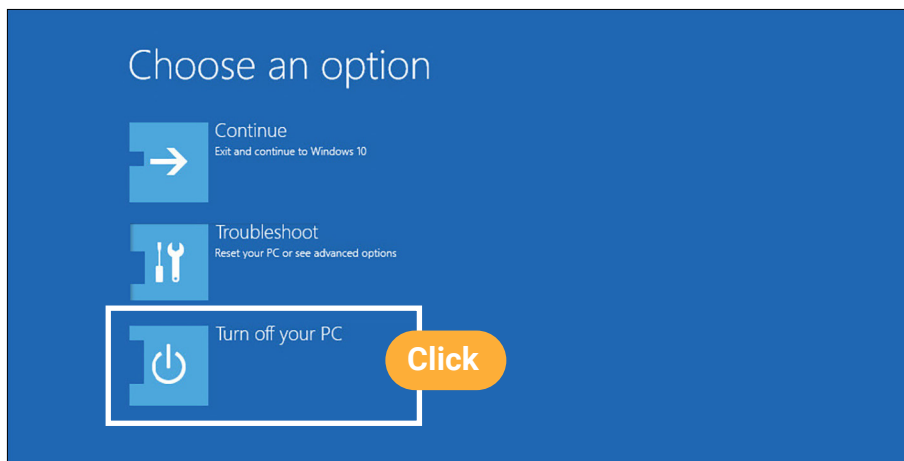 Choose an option
Continue
Exit and continue to Windows 10
Troubleshoot
Reset your PC or see advanced options
Turn off your PC
Click